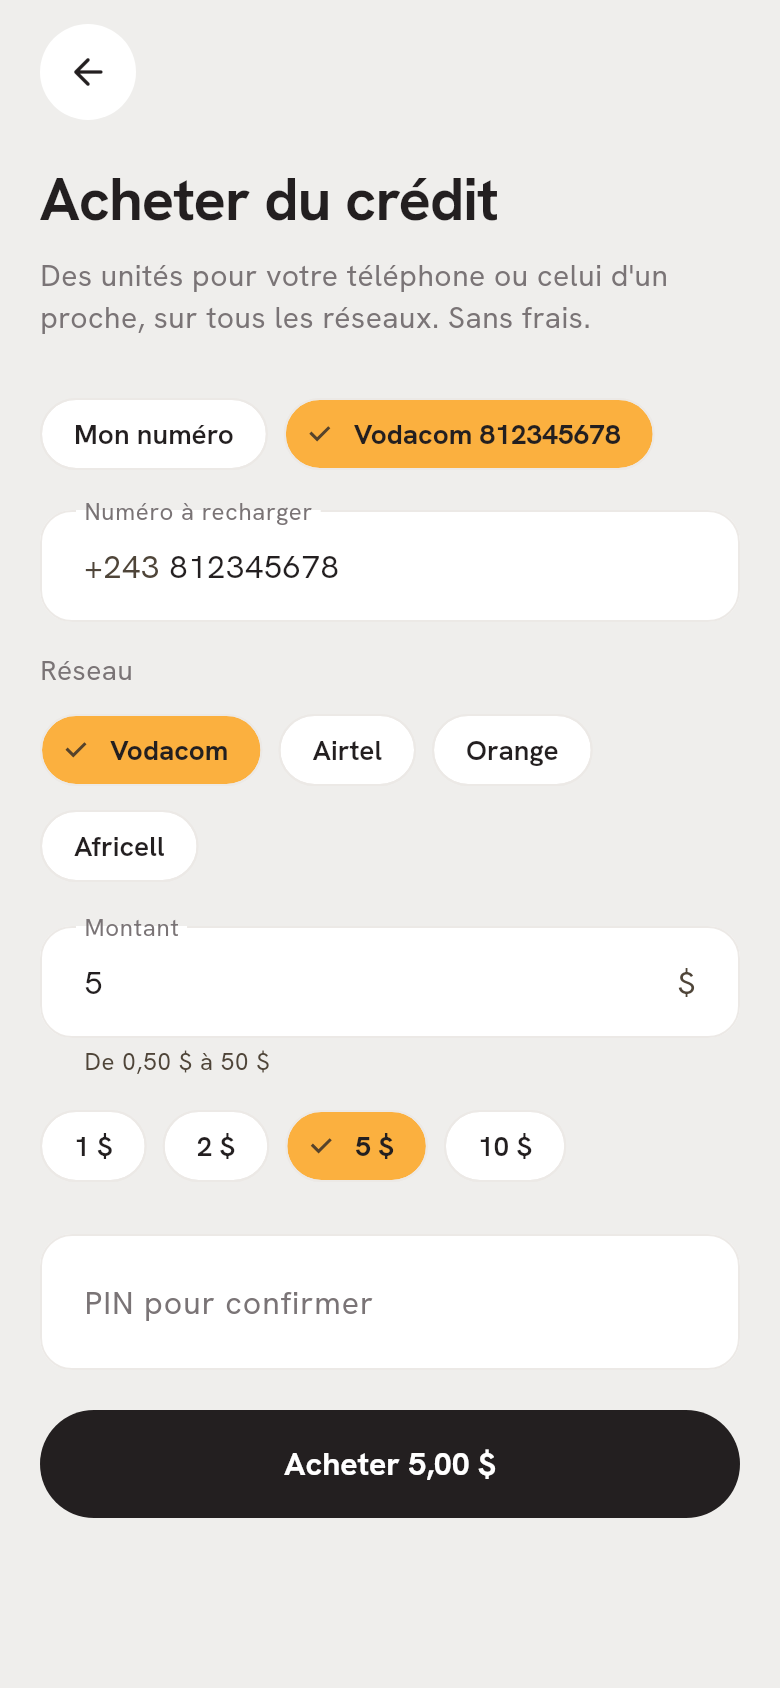 Acheter du crédit
Des unités pour votre téléphone ou celui d'un
proche, sur tous les réseaux. Sans frais.
Mon numéro
Vodacom 812345678
Numéro à recharger
+243 812345678
Réseau
Vodacom
Airtel
Orange
Africell
Montant
5 $
De 0,50 $ à 50 $
1 $
2 $
5 $
10 $
PIN pour confirmer
Acheter 5,00 $